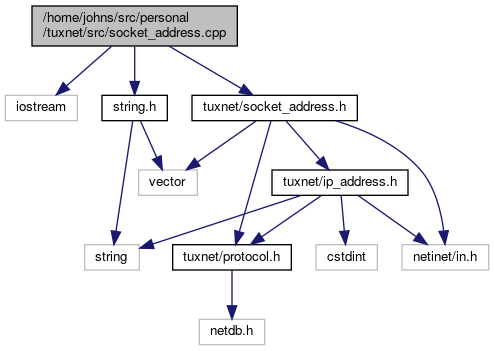 /home/johns/src/personal
/tuxnet/src/socket_address.cpp
iostream
string.h
tuxnet/socket_address.h
vector
tuxnet/ip_address.h
string
tuxnet/protocol.h
cstdint
netinet/in.h
netdb.h